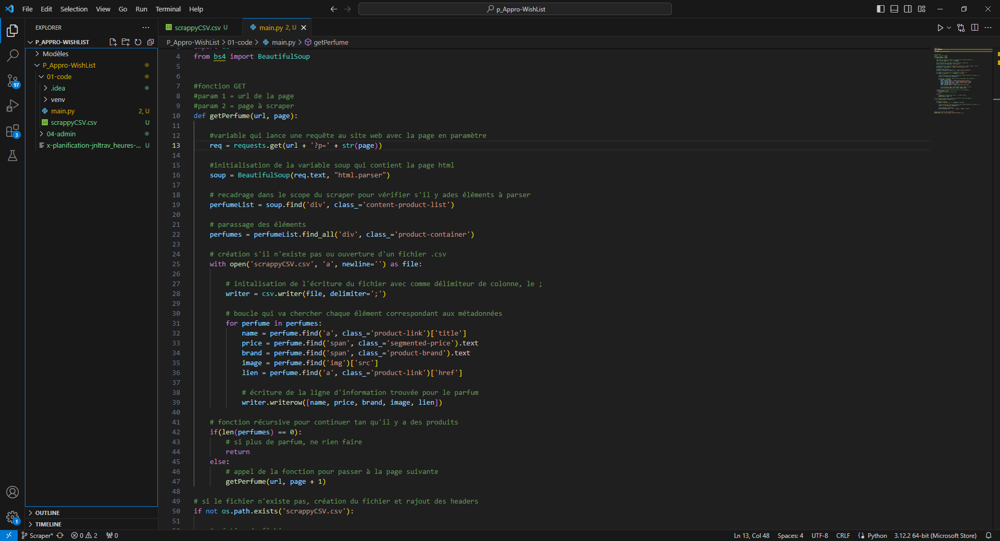 File Edit Selection View Go Run Terminal Help
p_Appro-WishList
EXPLORER
P_APPRO-WISHLIST
Modèles
P_Appro-WishList
01-code
.idea
venv
main.py 2, U
scrappyCSV.csv U
04-admin
x-planification-jnltrav_heures-... U
OUTLINE
TIMELINE
97
3
1
scrappyCSV.csv U
main.py 2, U
P_Appro-WishList > 01-code > main.py > getPerfume
4 from bs4 import BeautifulSoup
5
6
7 #fonction GET
8 #param 1 = url de la page
9 #param 2 = page à scraper
10 def getPerfume(url, page):
11
12 #variable qui lance une requête au site web avec la page en paramètre
13 req = requests.get(url + '?p=' + str(page))
14
15 #initialisation de la variable soup qui contient la page html
16 soup = BeautifulSoup(req.text, "html.parser")
17
18 # recadrage dans le scope du scraper pour vérifier s'il y ades éléments à parser
19 perfumeList = soup.find('div', class_='content-product-list')
20
21 # parassage des éléments
22 perfumes = perfumeList.find_all('div', class_='product-container')
23
24 # création s'il n'existe pas ou ouverture d'un fichier .csv
25 with open('scrappyCSV.csv', 'a', newline='') as file:
26
27 # initalisation de l'écriture du fichier avec comme délimiteur de colonne, le ;
28 writer = csv.writer(file, delimiter=';')
29
30 # boucle qui va chercher chaque élément correspondant aux métadonnées
31 for perfume in perfumes:
32 name = perfume.find('a', class_='product-link')['title']
33 price = perfume.find('span', class_='segmented-price').text
34 brand = perfume.find('span', class_='product-brand').text
35 image = perfume.find('img')['src']
36 lien = perfume.find('a', class_='product-link')['href']
37
38 # écriture de la ligne d'information trouvée pour le parfum
39 writer.writerow([name, price, brand, image, lien])
40
41 # fonction récursive pour continuer tan qu'il y a des produits
42 if(len(perfumes) == 0):
43 # si plus de parfum, ne rien faire
44 return
45 else:
46 # appel de la fonction pour passer à la page suivante
47 getPerfume(url, page + 1)
48
49 # si le fichier n'existe pas, création du fichier et rajout des headers
50 if not os.path.exists('scrappyCSV.csv'):
51
Scraper* 0 2 0
Ln 13, Col 48 Spaces: 4 UTF-8 CRLF Python 3.12.2 64-bit (Microsoft Store)